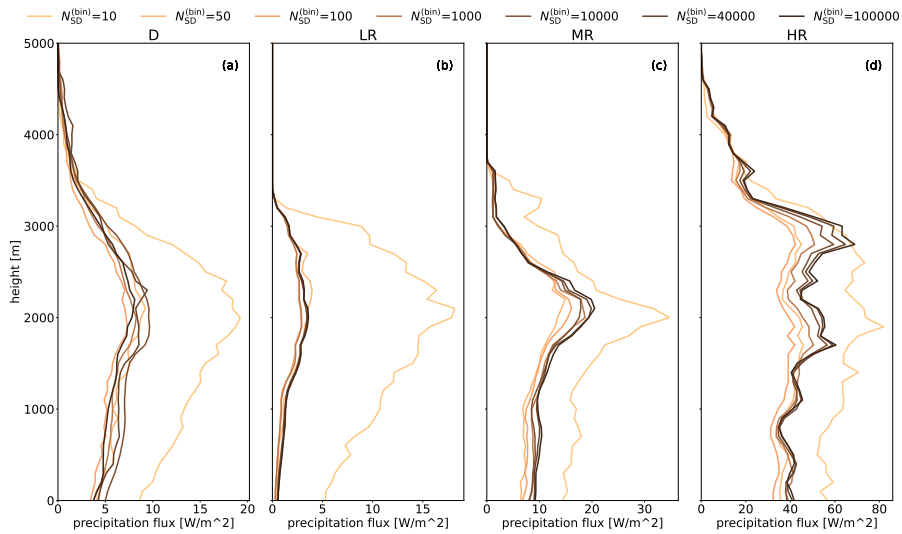 N_SD^(bin)=10 N_SD^(bin)=50 N_SD^(bin)=100 N_SD^(bin)=1000 N_SD^(bin)=10000 N_SD^(bin)=40000 N_SD^(bin)=100000
D LR MR HR
(a) (b) (c) (d)
5000
4000
3000
2000
1000
0
height [m]
0 5 10 15 20 0 5 10 15 0 10 20 30 0 20 40 60 80
precipitation flux [W/m^2] precipitation flux [W/m^2] precipitation flux [W/m^2] precipitation flux [W/m^2]